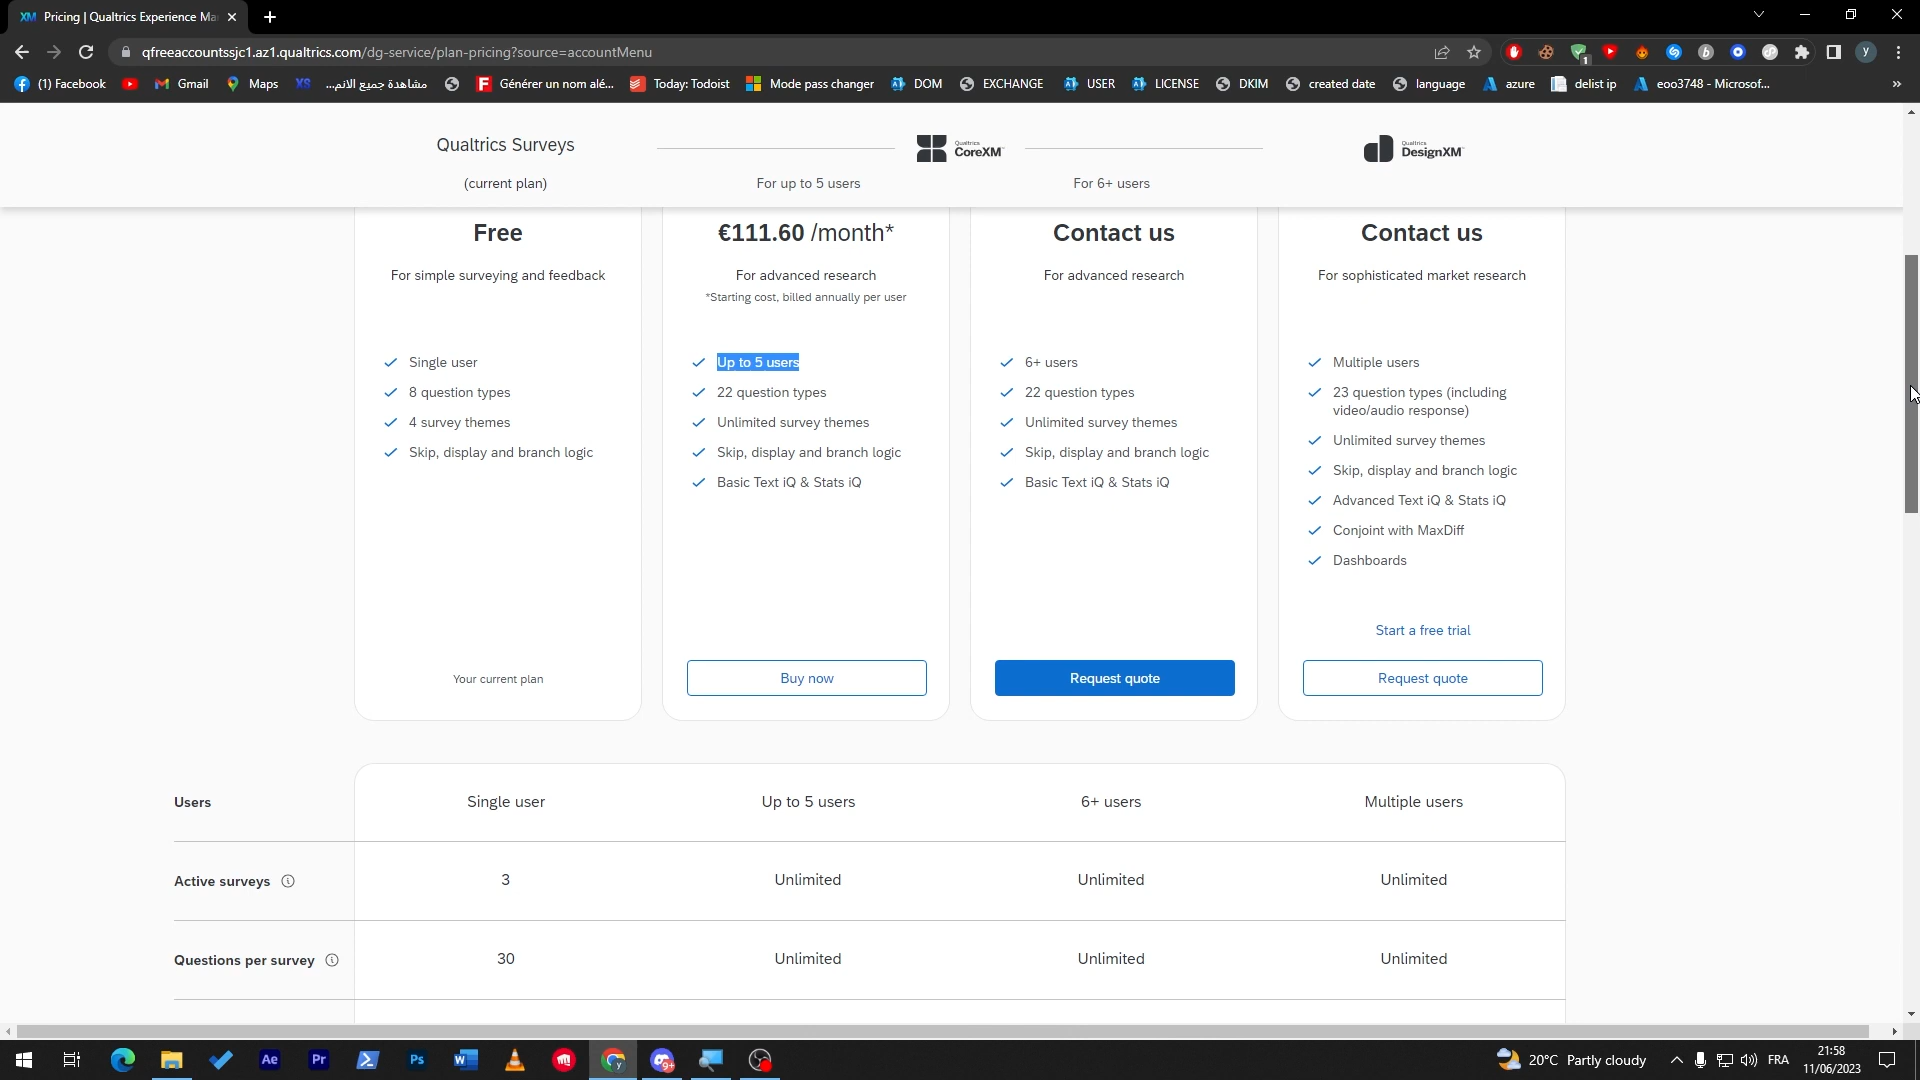 Pricing | Qualtrics Experience Ma
qfreeaccountssjc1.az1.qualtrics.com/dg-service/plan-pricing?source=accountMenu
(1) Facebook
Gmail
Maps
XS
مشاهدة جميع الانم...
Générer un nom alé...
Today: Todoist
Mode pass changer
DOM
EXCHANGE
USER
LICENSE
DKIM
created date
language
azure
delist ip
eoo3748 - Microsof...
Qualtrics Surveys
(current plan)
Qualtrics
CoreXM
For up to 5 users
For 6+ users
Qualtrics
DesignXM
Free
For simple surveying and feedback
Single user
8 question types
4 survey themes
Skip, display and branch logic
Your current plan
€111.60 /month*
For advanced research
*Starting cost, billed annually per user
Up to 5 users
22 question types
Unlimited survey themes
Skip, display and branch logic
Basic Text iQ & Stats iQ
Buy now
Contact us
For advanced research
6+ users
22 question types
Unlimited survey themes
Skip, display and branch logic
Basic Text iQ & Stats iQ
Request quote
Contact us
For sophisticated market research
Multiple users
23 question types (including
video/audio response)
Unlimited survey themes
Skip, display and branch logic
Advanced Text iQ & Stats iQ
Conjoint with MaxDiff
Dashboards
Start a free trial
Request quote
Users Single user Up to 5 users 6+ users Multiple users
Active surveys 3 Unlimited Unlimited Unlimited
Questions per survey 30 Unlimited Unlimited Unlimited
20°C Partly cloudy
FRA
21:58
11/06/2023